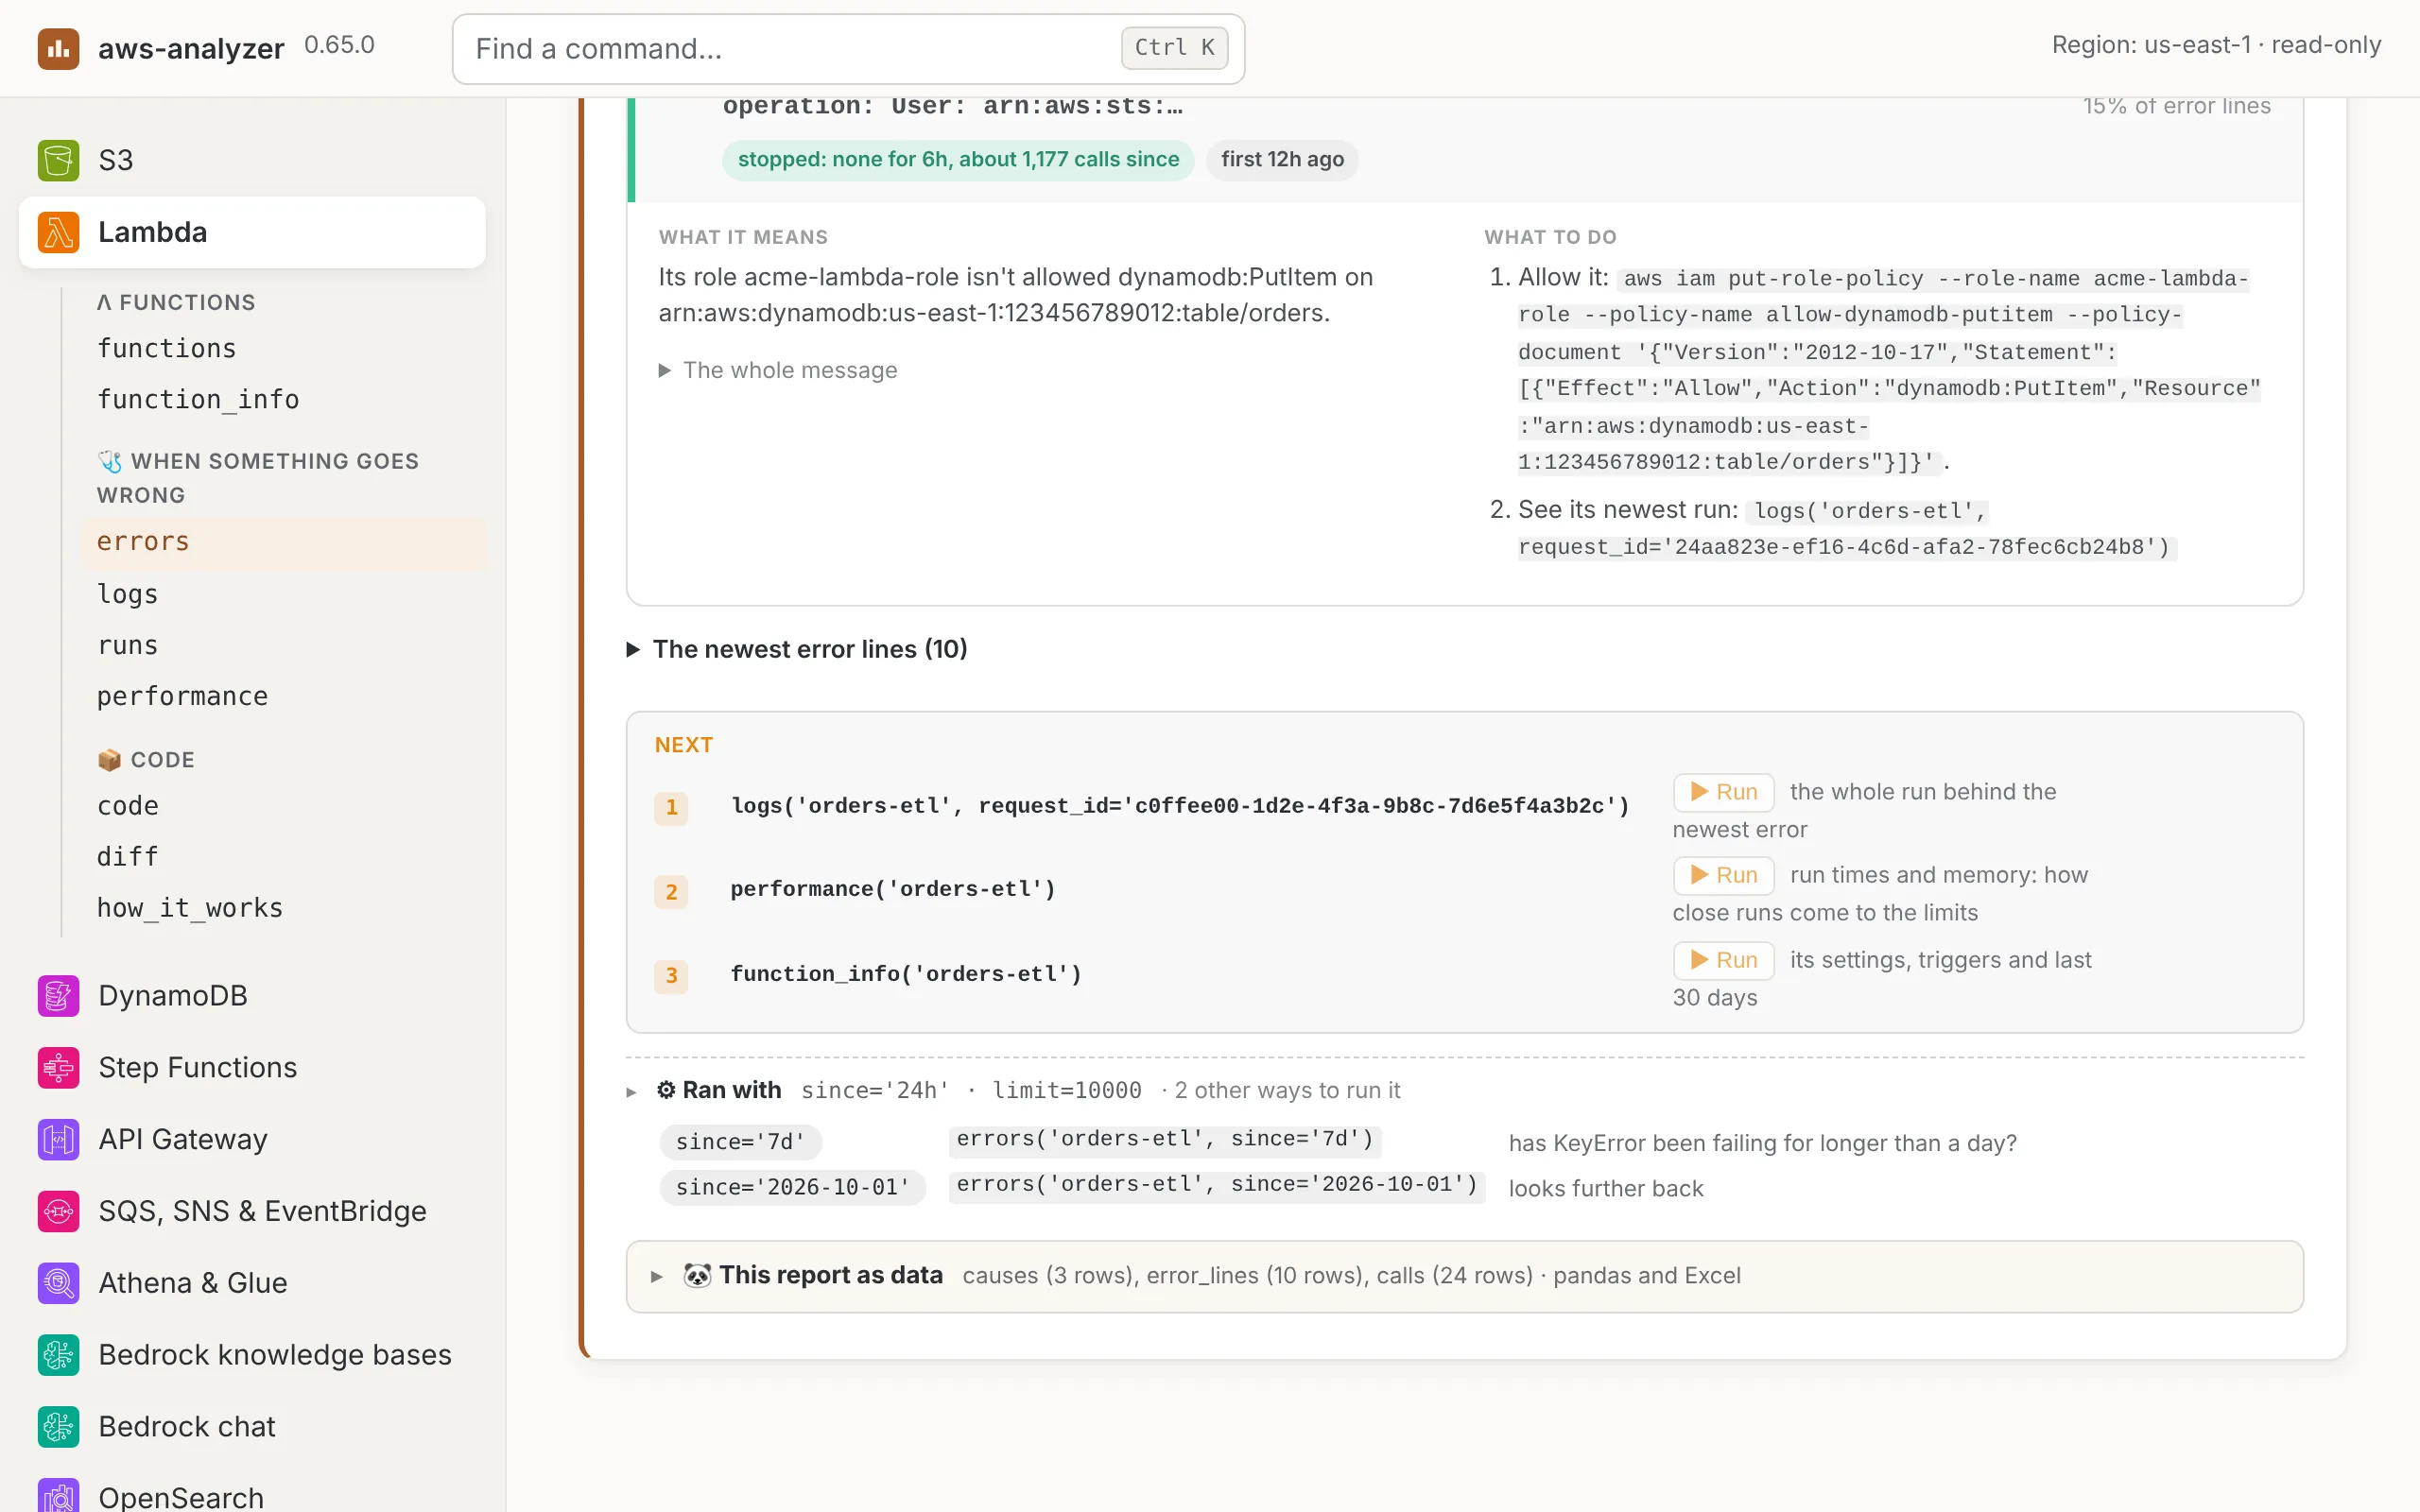 aws-analyzer 0.65.0
Find a command...
Ctrl K
Region: us-east-1 · read-only
S3
Lambda
Λ FUNCTIONS
functions
function_info
🩺 WHEN SOMETHING GOES
WRONG
errors
logs
runs
performance
📦 CODE
code
diff
how_it_works
DynamoDB
Step Functions
API Gateway
SQS, SNS & EventBridge
Athena & Glue
Bedrock knowledge bases
Bedrock chat
OpenSearch
operation: User: arn:aws:sts:…
15% of error lines
stopped: none for 6h, about 1,177 calls since
first 12h ago
WHAT IT MEANS
Its role acme-lambda-role isn't allowed dynamodb:PutItem on
arn:aws:dynamodb:us-east-1:123456789012:table/orders.
▶ The whole message
WHAT TO DO
1. Allow it: aws iam put-role-policy --role-name acme-lambda-
role --policy-name allow-dynamodb-putitem --policy-
document '{"Version":"2012-10-17","Statement":
[{"Effect":"Allow","Action":"dynamodb:PutItem","Resource"
:"arn:aws:dynamodb:us-east-
1:123456789012:table/orders"}]}'.
2. See its newest run: logs('orders-etl',
request_id='24aa823e-ef16-4c6d-afa2-78fec6cb24b8')
▶ The newest error lines (10)
NEXT
1 logs('orders-etl', request_id='c0ffee00-1d2e-4f3a-9b8c-7d6e5f4a3b2c')
▶ Run the whole run behind the
newest error
2 performance('orders-etl')
▶ Run run times and memory: how
close runs come to the limits
3 function_info('orders-etl')
▶ Run its settings, triggers and last
30 days
▶ ⚙ Ran with since='24h' · limit=10000 · 2 other ways to run it
since='7d' errors('orders-etl', since='7d') has KeyError been failing for longer than a day?
since='2026-10-01' errors('orders-etl', since='2026-10-01') looks further back
▶ 🐼 This report as data causes (3 rows), error_lines (10 rows), calls (24 rows) · pandas and Excel